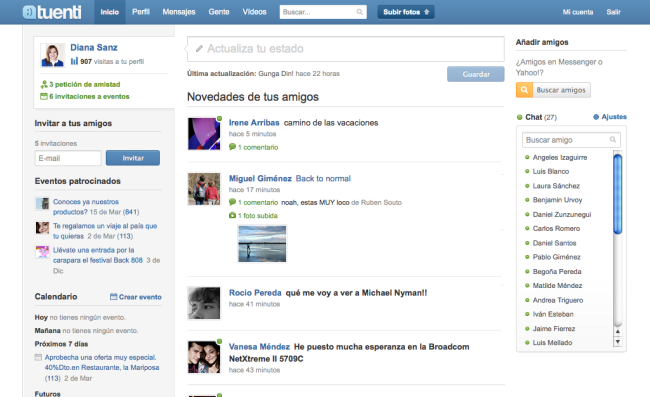 tuenti
Inicio Perfil Mensajes Gente Vídeos Buscar... Subir fotos Mi cuenta Salir
Diana Sanz
907 visitas a tu perfil
3 petición de amistad
6 invitaciones a eventos
Invitar a tus amigos
5 invitaciones
E-mail Invitar
Eventos patrocinados
Conoces ya nuestros
productos? 15 de Mar (841)
Te regalamos un viaje al país que
tu quieras 2 de Mar (113)
Llévate una entrada por la
carapara el festival Back 808 3 de
Dic
Calendario Crear evento
Hoy no tienes ningún evento.
Mañana no tienes ningún evento.
Próximos 7 días
Aprobecha una oferta muy especial.
40%Dto.en Restaurante, la Mariposa
(113) 2 de Mar
Futuros
Actualiza tu estado
Última actualización: Gunga Din! hace 22 horas Guardar
Novedades de tus amigos
Irene Arribas camino de las vacaciones
hace 5 minutos
1 comentario
Miguel Giménez Back to normal
hace 17 minutos
1 comentario noah, estas MUY loco de Ruben Souto
1 foto subida
Rocio Pereda qué me voy a ver a Michael Nyman!!
hace 41 minutos
Vanesa Méndez He puesto mucha esperanza en la Broadcom
NetXtreme II 5709C
hace 43 minutos
Añadir amigos
¿Amigos en Messenger o
Yahoo!?
Buscar amigos
Chat (27) Ajustes
Buscar amigo
Angeles Izaguirre
Luis Blanco
Laura Sánchez
Benjamin Urvoy
Daniel Zunzunegui
Carlos Romero
Daniel Santos
Pablo Giménez
Begoña Pereda
Matilde Méndez
Andrea Triguero
Iván Esteban
Jaime Fierrez
Luis Mellado